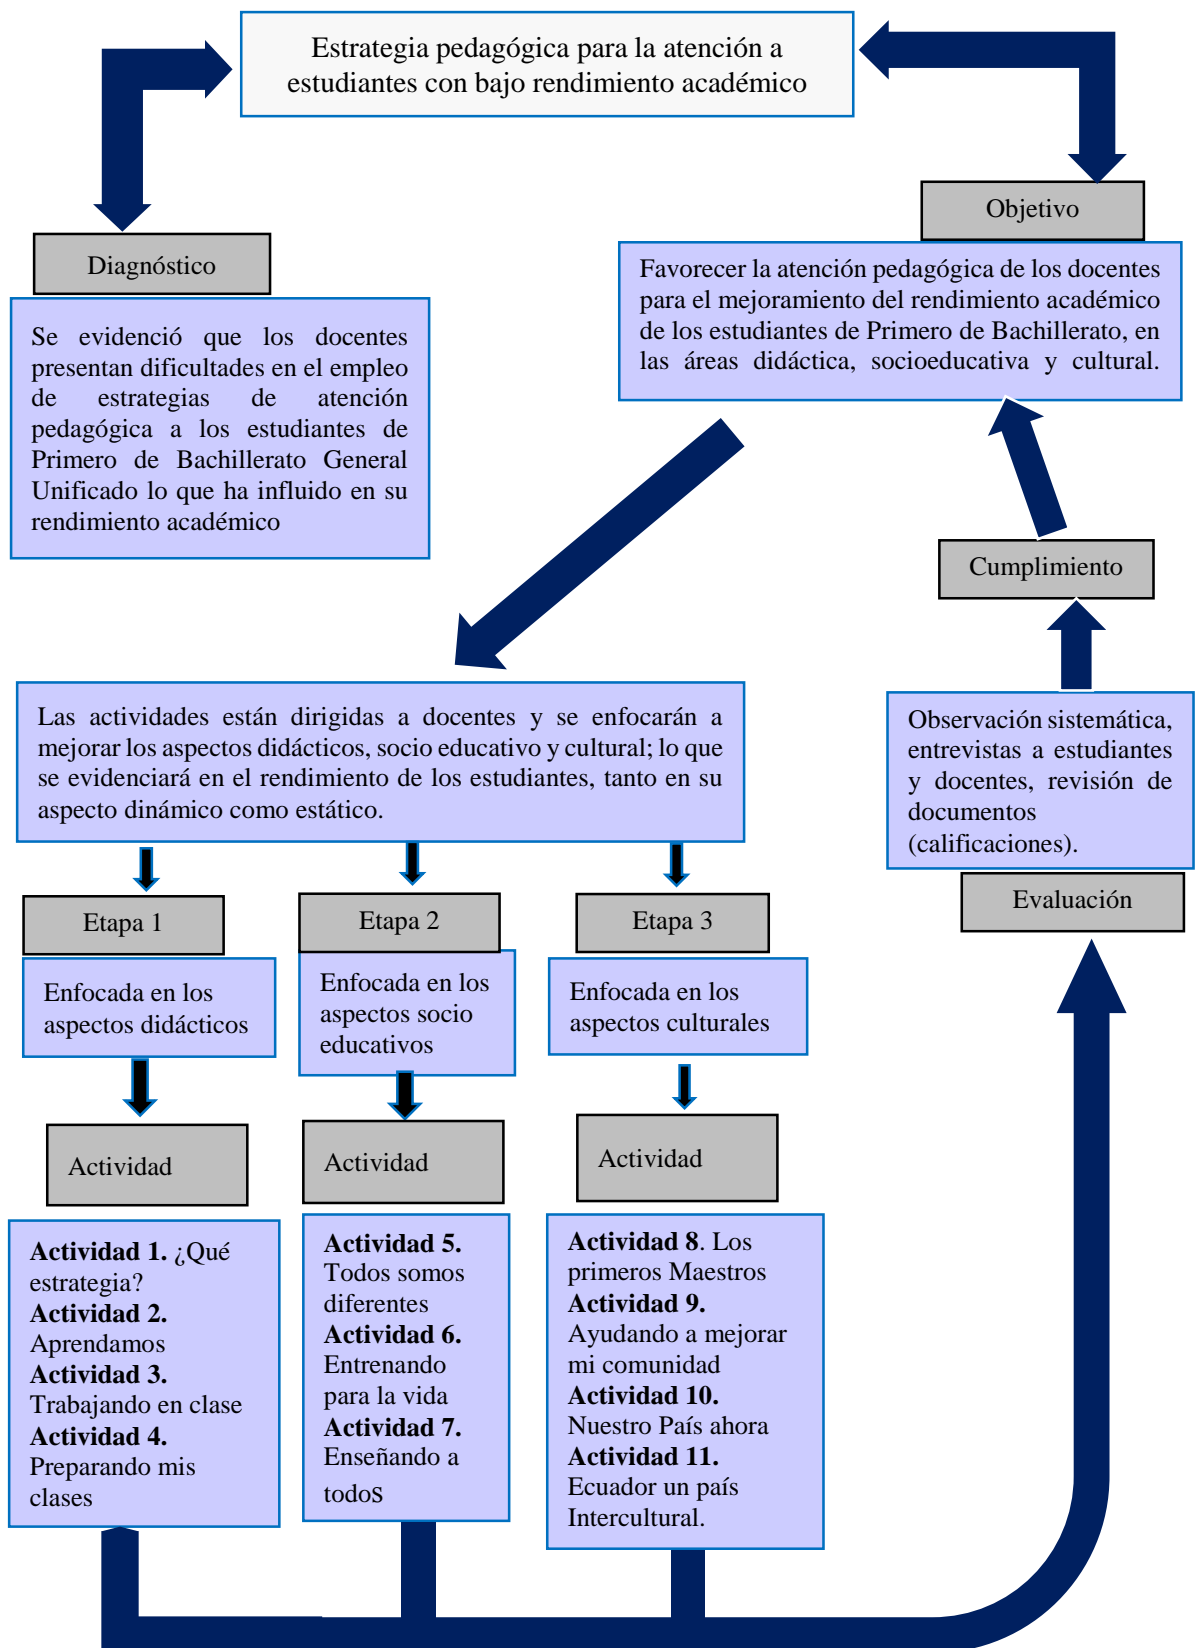 Estrategia pedagógica para la atención a
estudiantes con bajo rendimiento académico
Diagnóstico
Se evidenció que los docentes
presentan dificultades en el empleo
de estrategias de atención
pedagógica a los estudiantes de
Primero de Bachillerato General
Unificado lo que ha influido en su
rendimiento académico
Objetivo
Favorecer la atención pedagógica de los docentes
para el mejoramiento del rendimiento académico
de los estudiantes de Primero de Bachillerato, en
las áreas didáctica, socioeducativa y cultural.
Cumplimiento
Observación sistemática,
entrevistas a estudiantes
y docentes, revisión de
documentos
(calificaciones).
Evaluación
Las actividades están dirigidas a docentes y se enfocarán a
mejorar los aspectos didácticos, socio educativo y cultural; lo que
se evidenciará en el rendimiento de los estudiantes, tanto en su
aspecto dinámico como estático.
Etapa 1
Enfocada en los
aspectos didácticos
Actividad
Actividad 1. ¿Qué
estrategia?
Actividad 2.
Aprendamos
Actividad 3.
Trabajando en clase
Actividad 4.
Preparando mis
clases
Etapa 2
Enfocada en los
aspectos socio
educativos
Actividad
Actividad 5.
Todos somos
diferentes
Actividad 6.
Entrenando
para la vida
Actividad 7.
Enseñando a
todos
Etapa 3
Enfocada en los
aspectos culturales
Actividad
Actividad 8. Los
primeros Maestros
Actividad 9.
Ayudando a mejorar
mi comunidad
Actividad 10.
Nuestro País ahora
Actividad 11.
Ecuador un país
Intercultural.